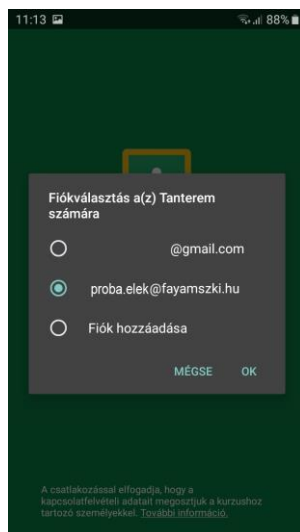 11:13 88%
Fiókválasztás a(z) Tanterem
számára
@gmail.com
proba.elek@fayamszki.hu
Fiók hozzáadása
MÉGSE OK
A csatlakozással elfogadja, hogy a
kapcsolatfelvételi adatait megosztjuk a kurzushoz
tartozó személyekkel. További információ.